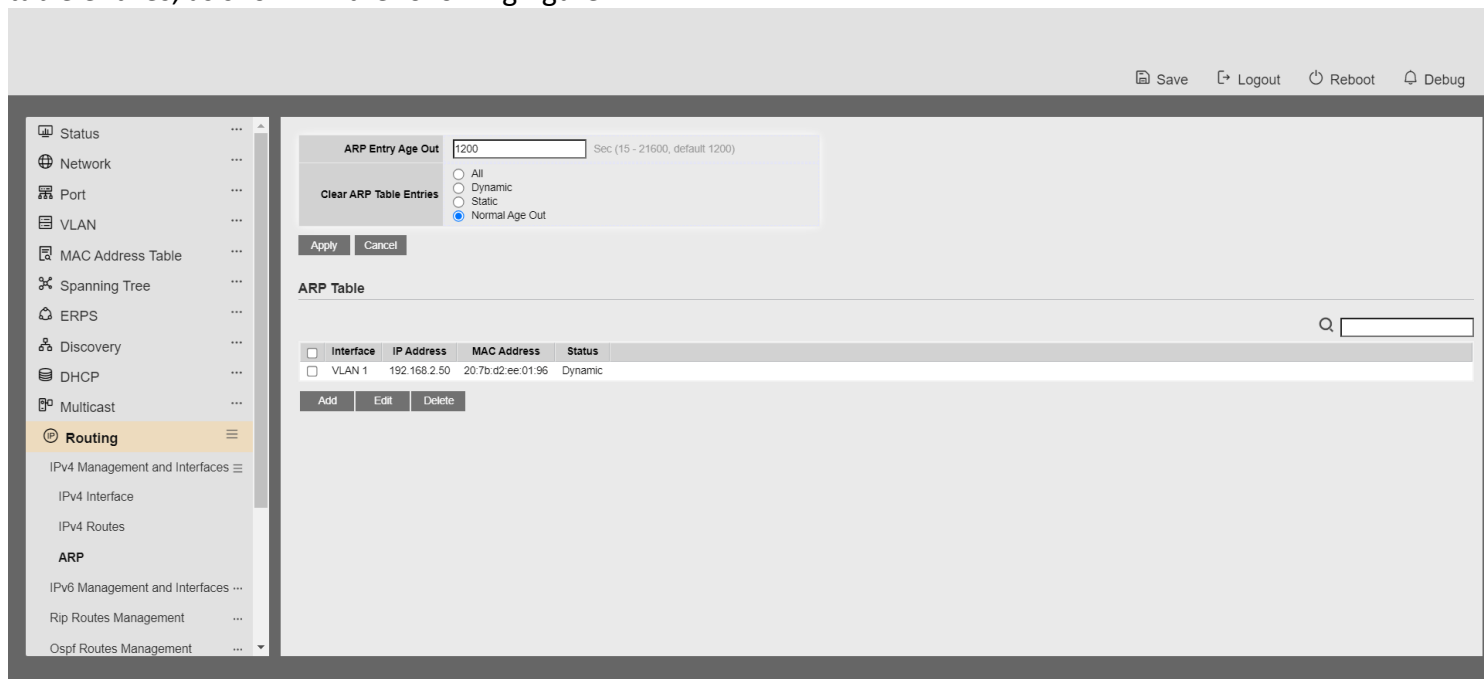 Save Logout Reboot Debug
Status ...
Network ...
Port ...
VLAN ...
MAC Address Table ...
Spanning Tree ...
ERPS ...
Discovery ...
DHCP ...
Multicast ...
Routing
IPv4 Management and Interfaces
IPv4 Interface
IPv4 Routes
ARP
IPv6 Management and Interfaces ...
Rip Routes Management ...
Ospf Routes Management ...
ARP Entry Age Out 1200 Sec (15 - 21600, default 1200)
Clear ARP Table Entries
All
Dynamic
Static
Normal Age Out
Apply Cancel
ARP Table
Interface IP Address MAC Address Status
VLAN 1 192.168.2.50 20:7b:d2:ee:01:96 Dynamic
Add Edit Delete